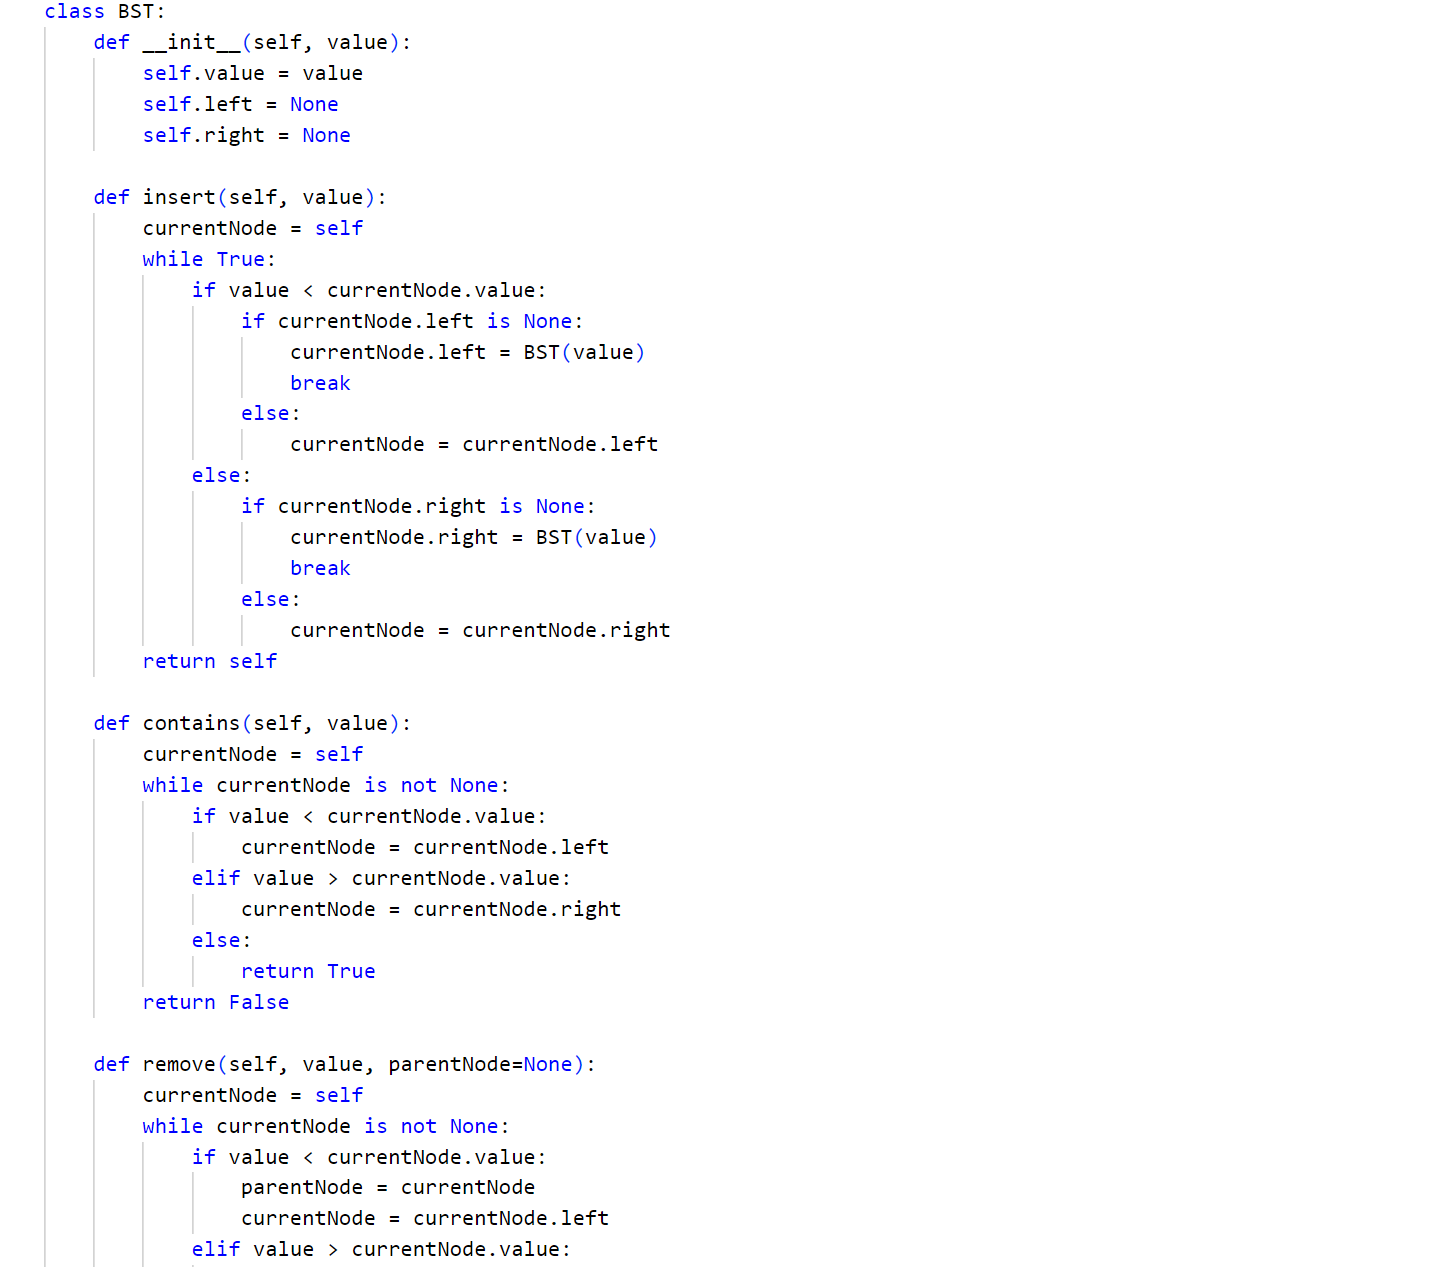 class BST:
    def __init__(self, value):
        self.value = value
        self.left = None
        self.right = None

    def insert(self, value):
        currentNode = self
        while True:
            if value < currentNode.value:
                if currentNode.left is None:
                    currentNode.left = BST(value)
                    break
                else:
                    currentNode = currentNode.left
            else:
                if currentNode.right is None:
                    currentNode.right = BST(value)
                    break
                else:
                    currentNode = currentNode.right
        return self

    def contains(self, value):
        currentNode = self
        while currentNode is not None:
            if value < currentNode.value:
                currentNode = currentNode.left
            elif value > currentNode.value:
                currentNode = currentNode.right
            else:
                return True
        return False

    def remove(self, value, parentNode=None):
        currentNode = self
        while currentNode is not None:
            if value < currentNode.value:
                parentNode = currentNode
                currentNode = currentNode.left
            elif value > currentNode.value: